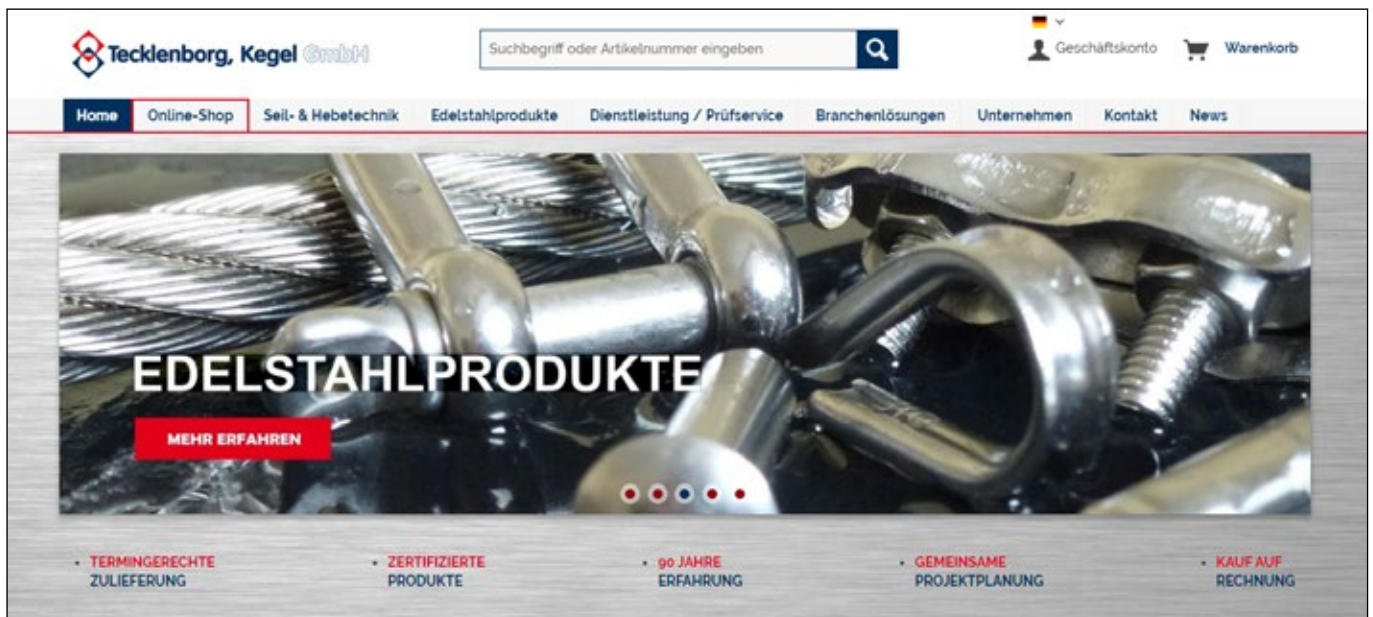 Tecklenborg, Kegel GmbH
Suchbegriff oder Artikelnummer eingeben
Geschäftskonto
Warenkorb
Home Online-Shop Seil- & Hebetechnik Edelstahlprodukte Dienstleistung / Prüfservice Branchenlösungen Unternehmen Kontakt News
EDELSTAHLPRODUKTE
MEHR ERFAHREN
TERMINGERECHTE
ZULIEFERUNG
ZERTIFIZIERTE
PRODUKTE
90 JAHRE
ERFAHRUNG
GEMEINSAME
PROJEKTPLANUNG
KAUF AUF
RECHNUNG